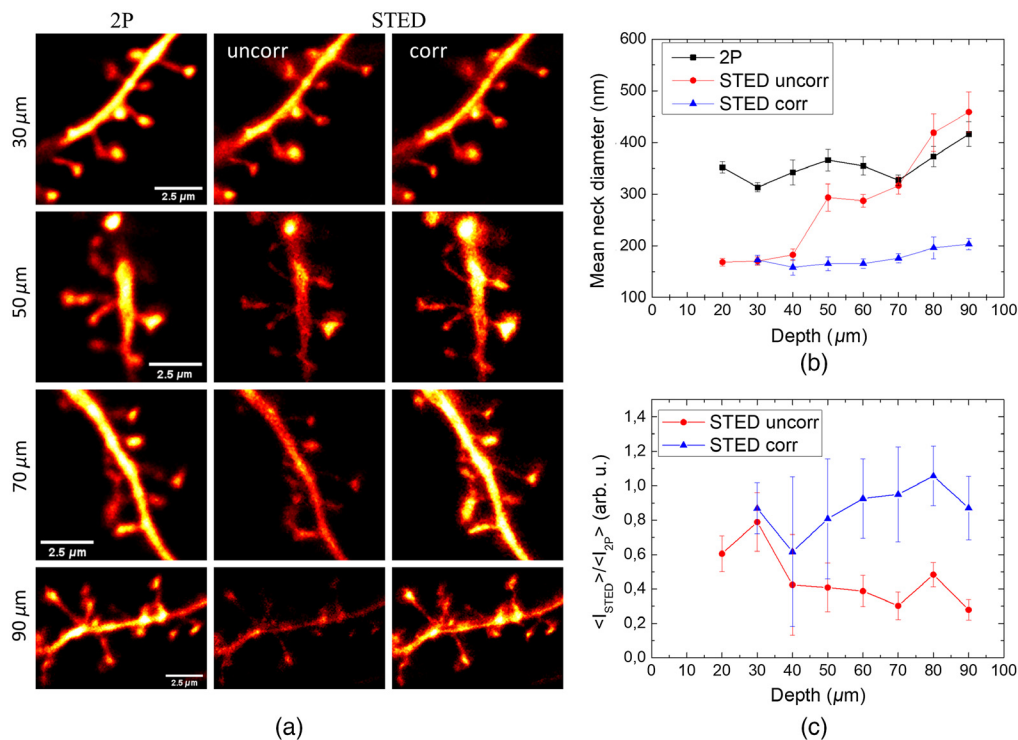 2P STED
uncorr corr
30 µm
2.5 µm
50 µm
2.5 µm
70 µm
2.5 µm
90 µm
2.5 µm
(a)
600
500
400
300
200
100
Mean neck diameter (nm)
2P
STED uncorr
STED corr
0 10 20 30 40 50 60 70 80 90 100
Depth (µm)
(b)
1,4
1,2
1,0
0,8
0,6
0,4
0,2
0,0
<I_STED>/<I_2P> (arb. u.)
STED uncorr
STED corr
0 10 20 30 40 50 60 70 80 90 100
Depth (µm)
(c)